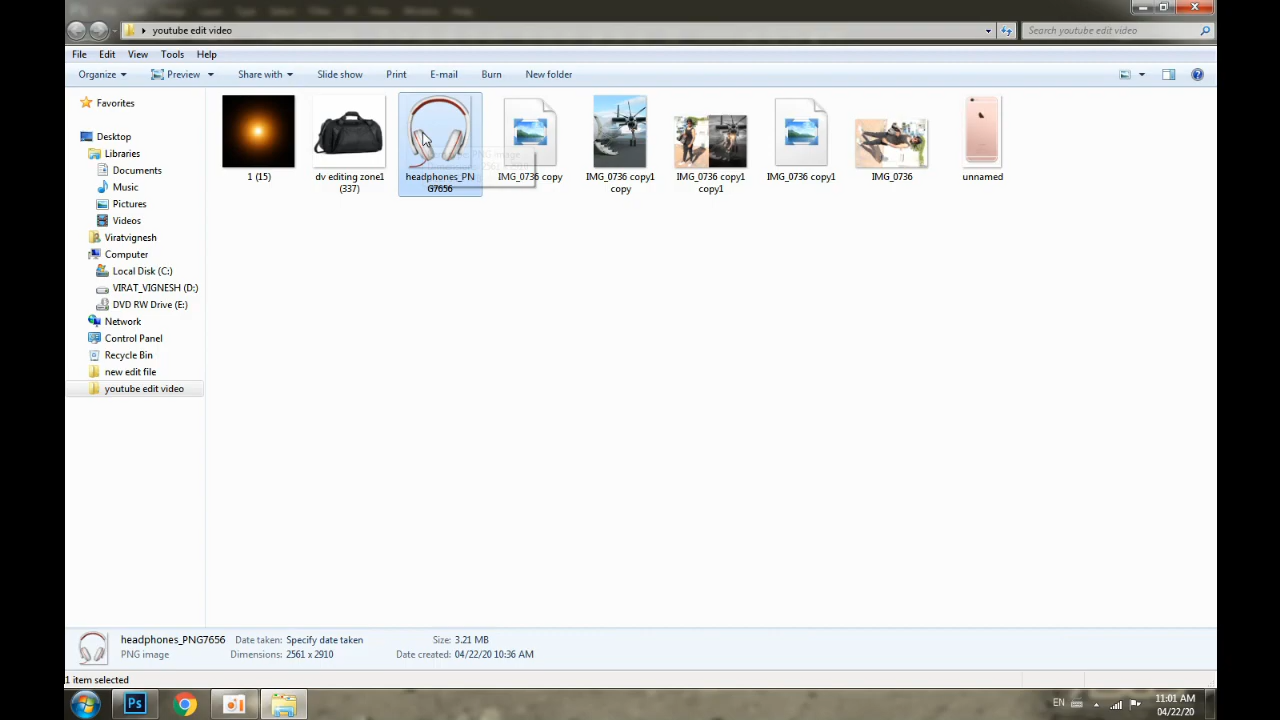 youtube edit video
Search youtube edit video
File Edit View Tools Help
Organize Preview Share with Slide show Print E-mail Burn New folder
Favorites
Desktop
Libraries
Documents
Music
Pictures
Videos
Viratvignesh
Computer
Local Disk (C:)
VIRAT_VIGNESH (D:)
DVD RW Drive (E:)
Network
Control Panel
Recycle Bin
new edit file
youtube edit video
1 (15)
dv editing zone1
(337)
headphones_PN
G7656
IMG_0736 copy
IMG_0736 copy1
copy
IMG_0736 copy1
copy1
IMG_0736 copy1
IMG_0736
unnamed
headphones_PNG7656 Date taken: Specify date taken Size: 3.21 MB
PNG image Dimensions: 2561 x 2910 Date created: 04/22/20 10:36 AM
1 item selected
Ps
EN
11:01 AM
04/22/20